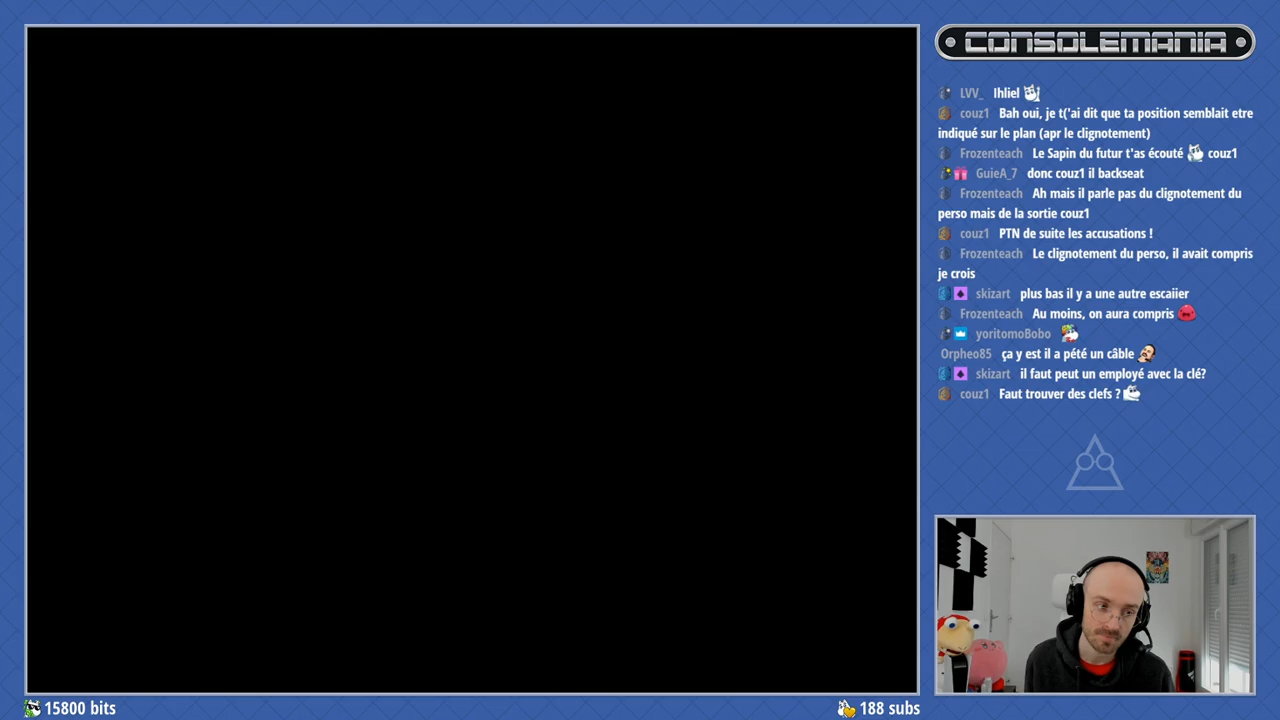 CONSOLEMANIA
LVV_ Ihliel
couz1 Bah oui, je t('ai dit que ta position semblait etre
indiqué sur le plan (apr le clignotement)
Frozenteach Le Sapin du futur t'as écouté couz1
GuieA_7 donc couz1 il backseat
Frozenteach Ah mais il parle pas du clignotement du
perso mais de la sortie couz1
couz1 PTN de suite les accusations !
Frozenteach Le clignotement du perso, il avait compris
je crois
skizart plus bas il y a une autre escaiier
Frozenteach Au moins, on aura compris
yoritomoBobo
Orpheo85 ça y est il a pété un câble
skizart il faut peut un employé avec la clé?
couz1 Faut trouver des clefs ?
15800 bits
188 subs